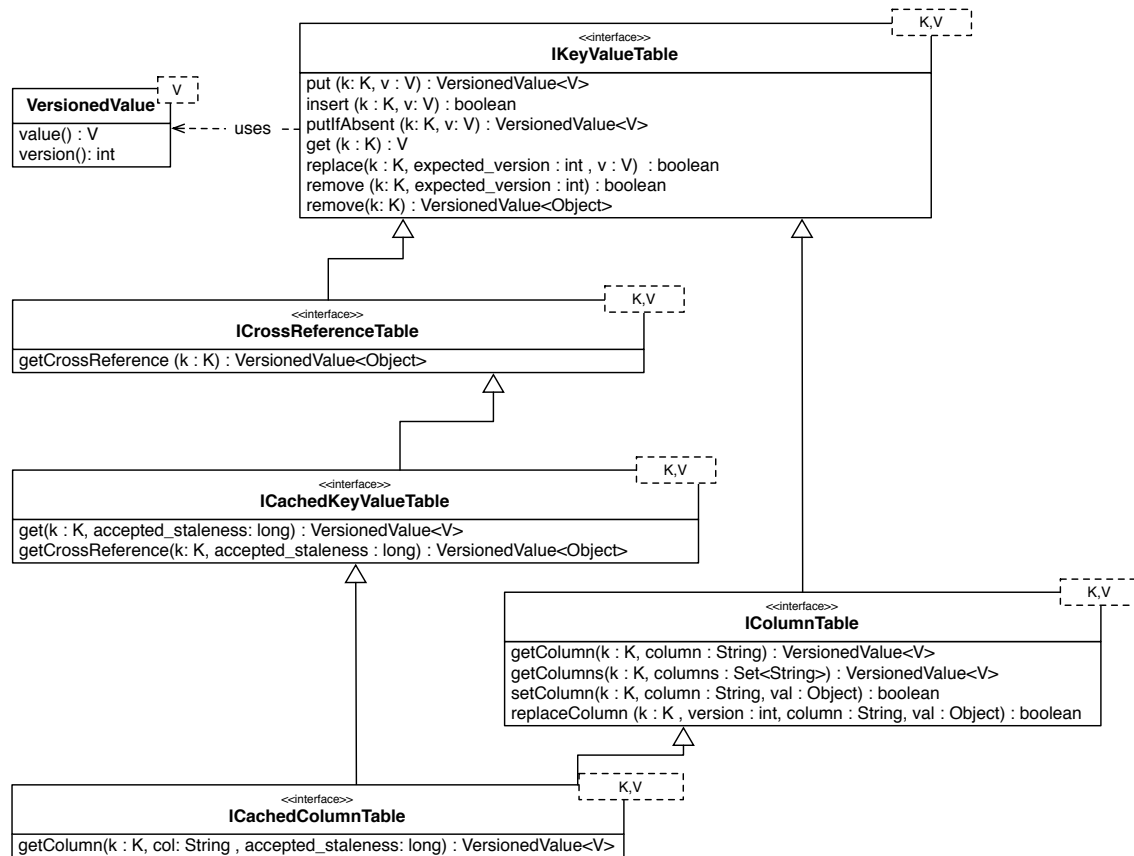 K,V
<<interface>>
IKeyValueTable
put (k: K, v : V) : VersionedValue<V>
insert (k : K, v: V) : boolean
putIfAbsent (k: K, v: V) : VersionedValue<V>
get (k : K) : V
replace(k : K, expected_version : int , v : V) : boolean
remove (k: K, expected_version : int) : boolean
remove(k: K) : VersionedValue<Object>
V
VersionedValue
value() : V
version(): int
uses
K,V
<<interface>>
ICrossReferenceTable
getCrossReference (k : K) : VersionedValue<Object>
K,V
<<interface>>
ICachedKeyValueTable
get(k : K, accepted_staleness: long) : VersionedValue<V>
getCrossReference(k: K, accepted_staleness : long) : VersionedValue<Object>
K,V
<<interface>>
IColumnTable
getColumn(k : K, column : String) : VersionedValue<V>
getColumns(k : K, columns : Set<String>) : VersionedValue<V>
setColumn(k : K, column : String, val : Object) : boolean
replaceColumn (k : K , version : int, column : String, val : Object) : boolean
K,V
<<interface>>
ICachedColumnTable
getColumn(k : K, col: String , accepted_staleness: long) : VersionedValue<V>